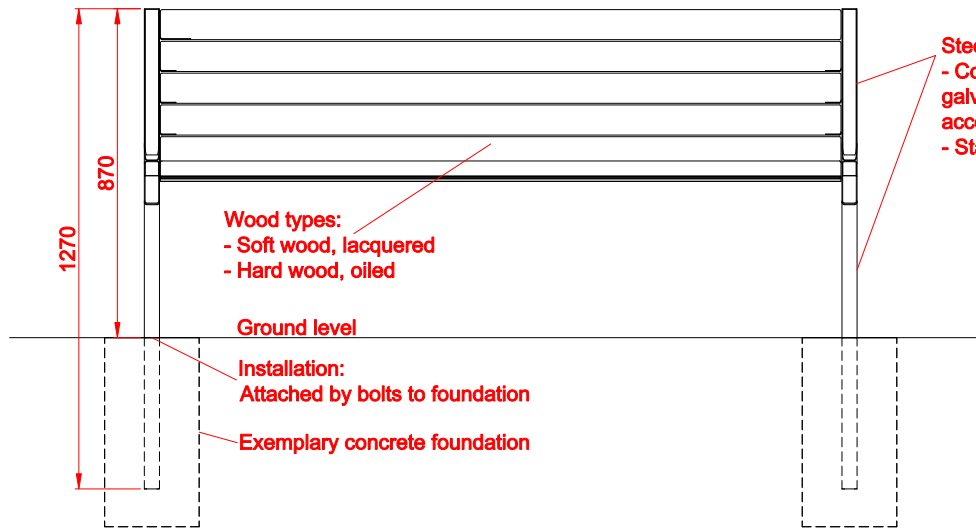 - Co
870
1270
Wood types:
- Soft wood, lacquered
- Hard wood, oiled
Ground level
Installation:
Attached by bolts to foundation
Exemplary concrete foundation